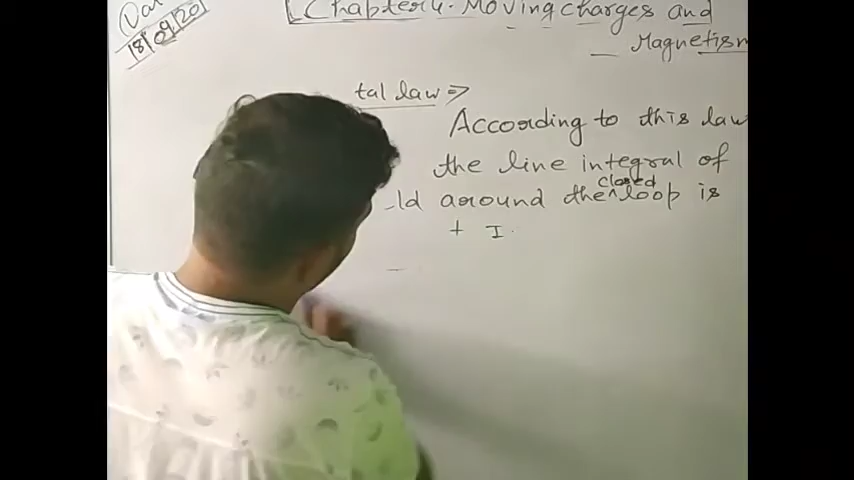 Chapter 4. Moving charges and
Magnetism
18/09/20
tal law ⇒
According to this law
the line integral of
ld around the closed loop is
+ I.